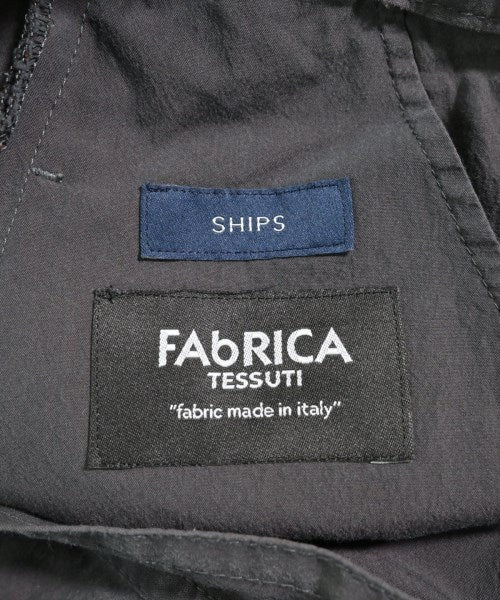 SHIPS
FAbRICA
TESSUTI
"fabric made in italy"